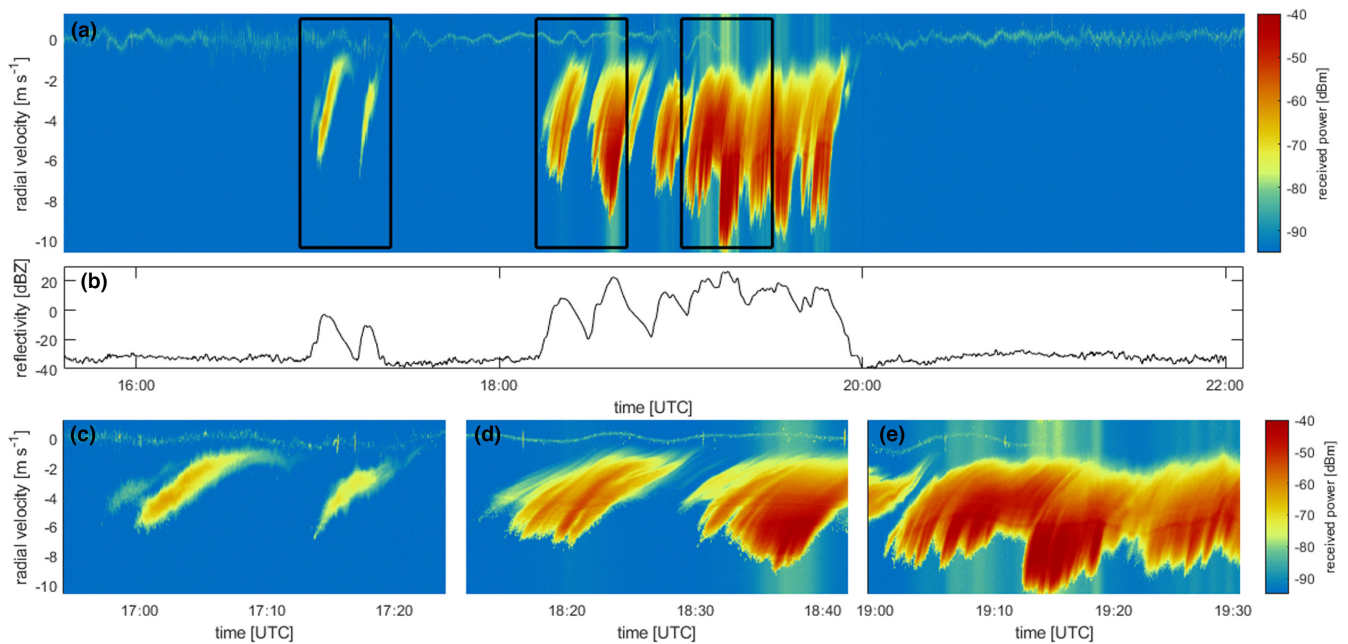 (a)
radial velocity [m s⁻¹]
0
-2
-4
-6
-8
-10
-40
-50
-60
-70
-80
-90
received power [dBm]
(b)
reflectivity [dBZ]
20
0
-20
-40
16:00 18:00 20:00 22:00
time [UTC]
(c) (d) (e)
radial velocity [m s⁻¹]
0
-2
-4
-6
-8
-10
-40
-50
-60
-70
-80
-90
received power [dBm]
17:00 17:10 17:20 18:20 18:30 18:40 19:00 19:10 19:20 19:30
time [UTC] time [UTC] time [UTC]